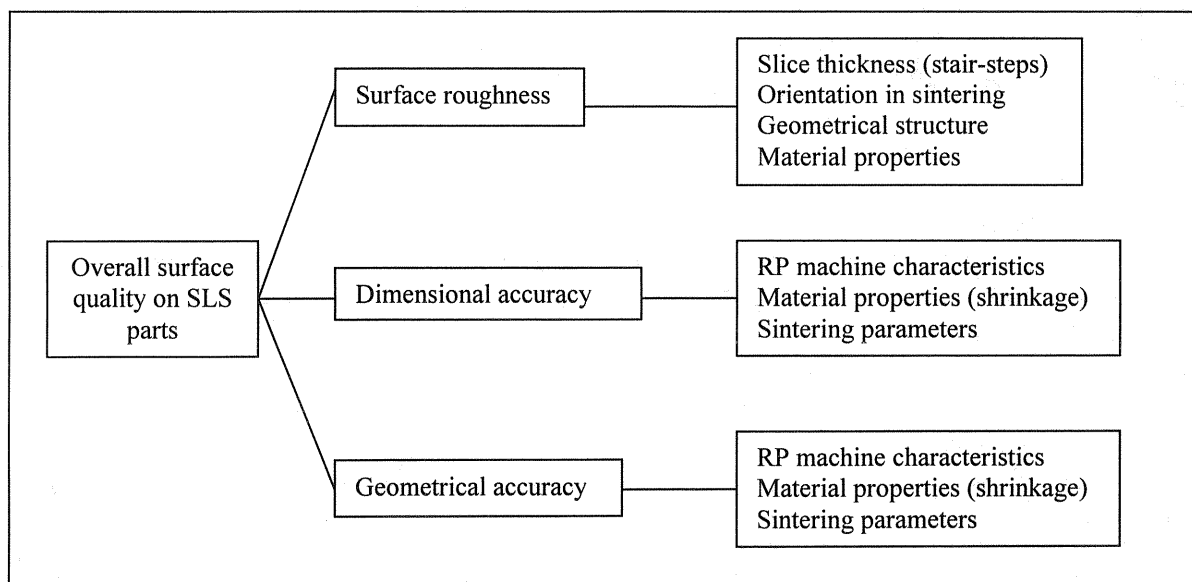 Overall surface
quality on SLS
parts
Surface roughness
Slice thickness (stair-steps)
Orientation in sintering
Geometrical structure
Material properties
Dimensional accuracy
RP machine characteristics
Material properties (shrinkage)
Sintering parameters
Geometrical accuracy
RP machine characteristics
Material properties (shrinkage)
Sintering parameters